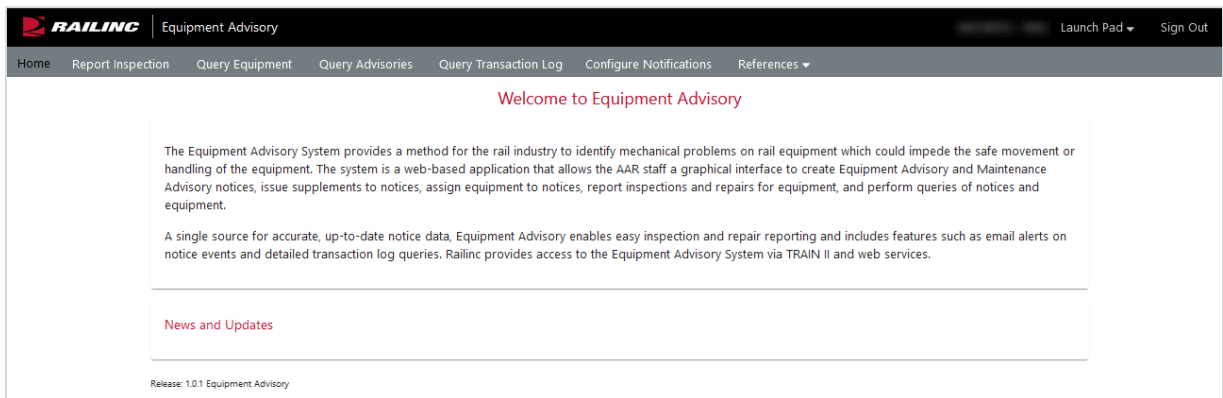 RAILINC Equipment Advisory Launch Pad Sign Out
Home Report Inspection Query Equipment Query Advisories Query Transaction Log Configure Notifications References
Welcome to Equipment Advisory
The Equipment Advisory System provides a method for the rail industry to identify mechanical problems on rail equipment which could impede the safe movement or
handling of the equipment. The system is a web-based application that allows the AAR staff a graphical interface to create Equipment Advisory and Maintenance
Advisory notices, issue supplements to notices, assign equipment to notices, report inspections and repairs for equipment, and perform queries of notices and
equipment.
A single source for accurate, up-to-date notice data, Equipment Advisory enables easy inspection and repair reporting and includes features such as email alerts on
notice events and detailed transaction log queries. Railinc provides access to the Equipment Advisory System via TRAIN II and web services.
News and Updates
Release: 1.0.1 Equipment Advisory